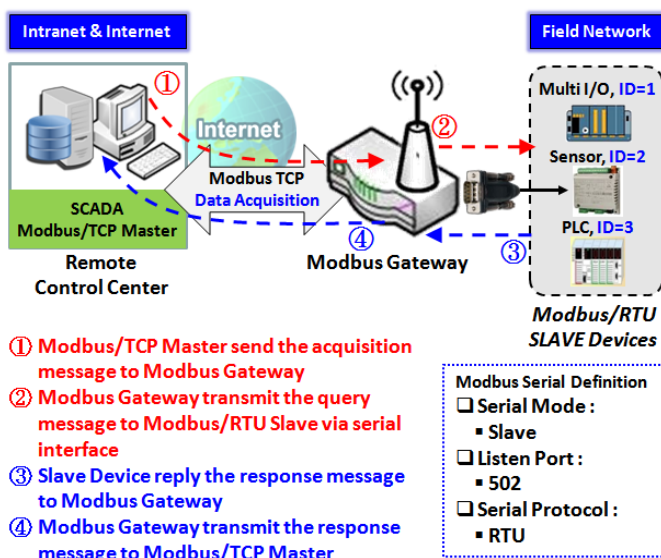 Intranet & Internet
Field Network
①
Internet
②
Multi I/O, ID=1
Sensor, ID=2
PLC, ID=3
Modbus TCP
Data Acquisition
SCADA
Modbus/TCP Master
④
③
Remote
Control Center
Modbus Gateway
Modbus/RTU
SLAVE Devices
① Modbus/TCP Master send the acquisition
message to Modbus Gateway
② Modbus Gateway transmit the query
message to Modbus/RTU Slave via serial
interface
③ Slave Device reply the response message
to Modbus Gateway
④ Modbus Gateway transmit the response
message to Modbus/TCP Master
Modbus Serial Definition
❑ Serial Mode :
▪ Slave
❑ Listen Port :
▪ 502
❑ Serial Protocol :
▪ RTU